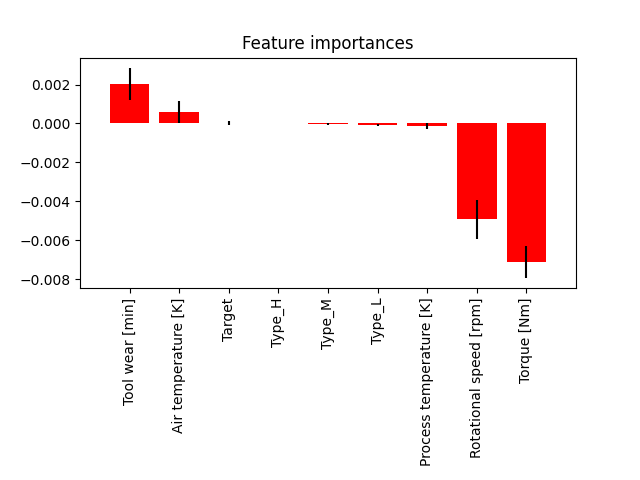 Feature importances
0.002
0.000
−0.002
−0.004
−0.006
−0.008
Tool wear [min]
Air temperature [K]
Target
Type_H
Type_M
Type_L
Process temperature [K]
Rotational speed [rpm]
Torque [Nm]